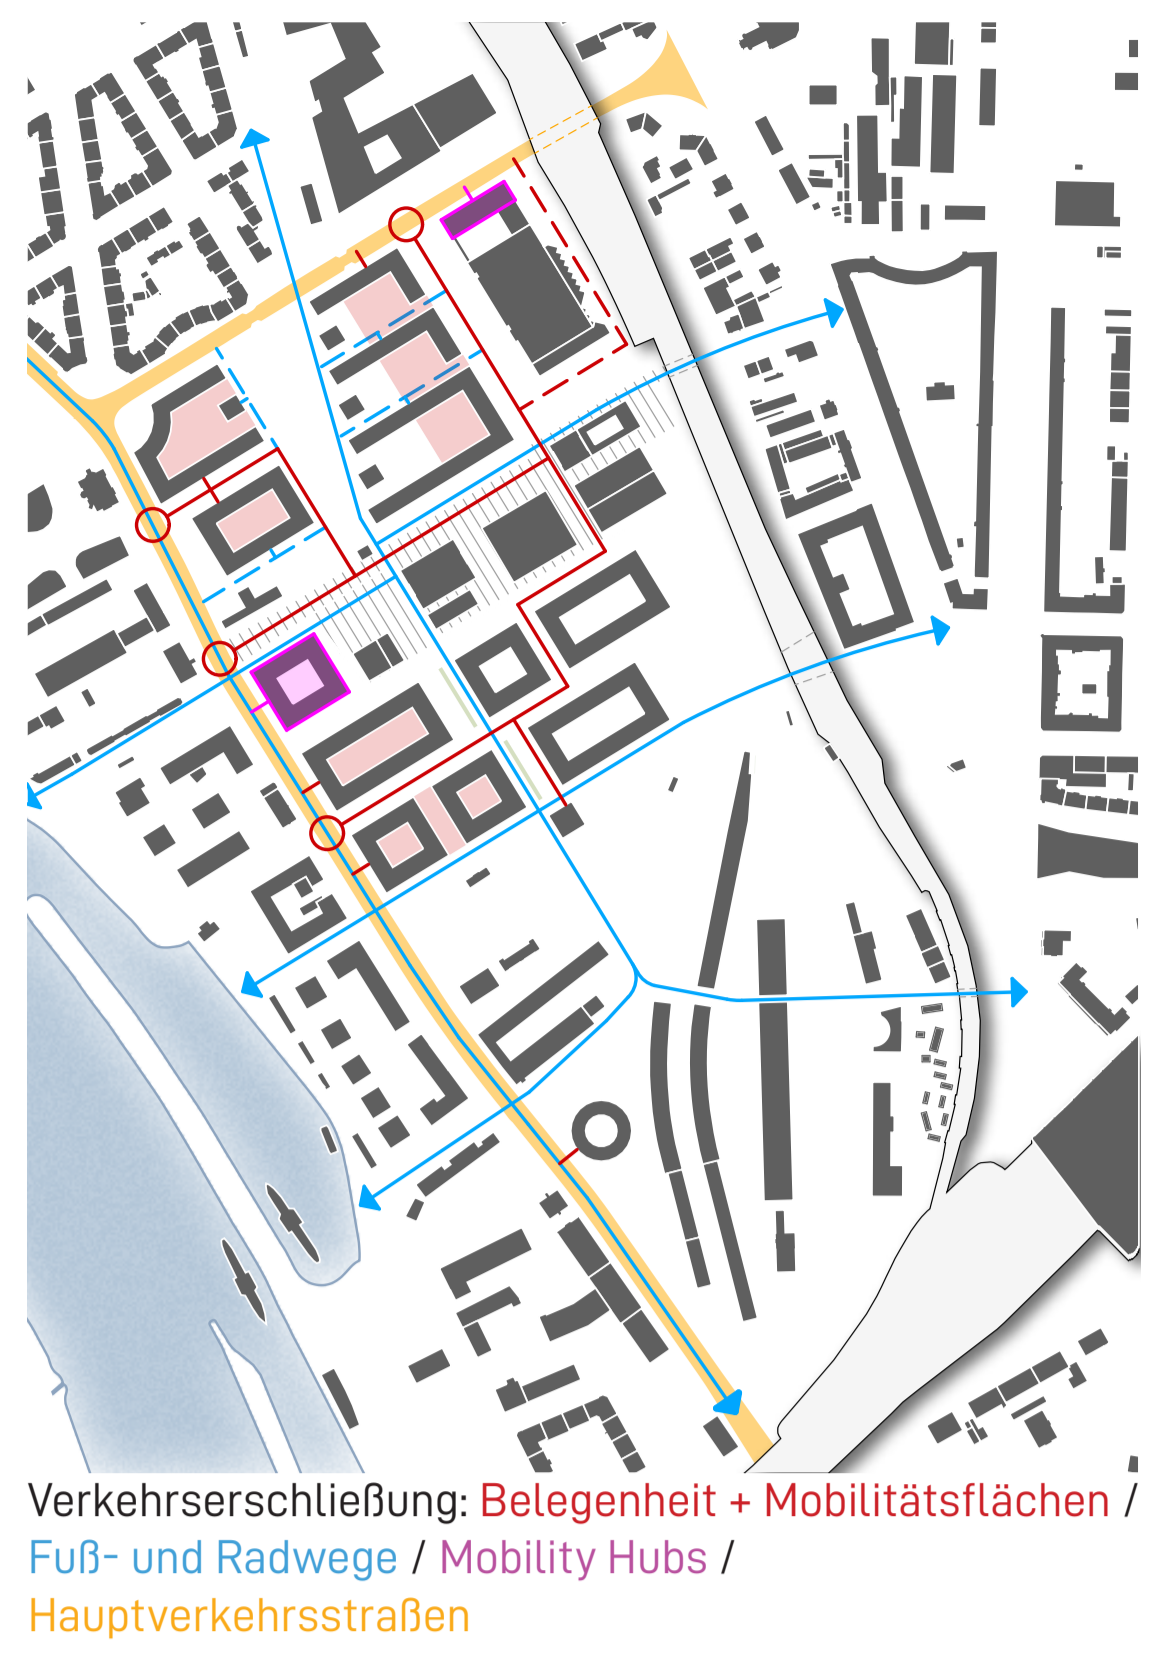 Verkehrserschließung: Belegenheit + Mobilitätsflächen /
Fuß- und Radwege / Mobility Hubs /
Hauptverkehrsstraßen